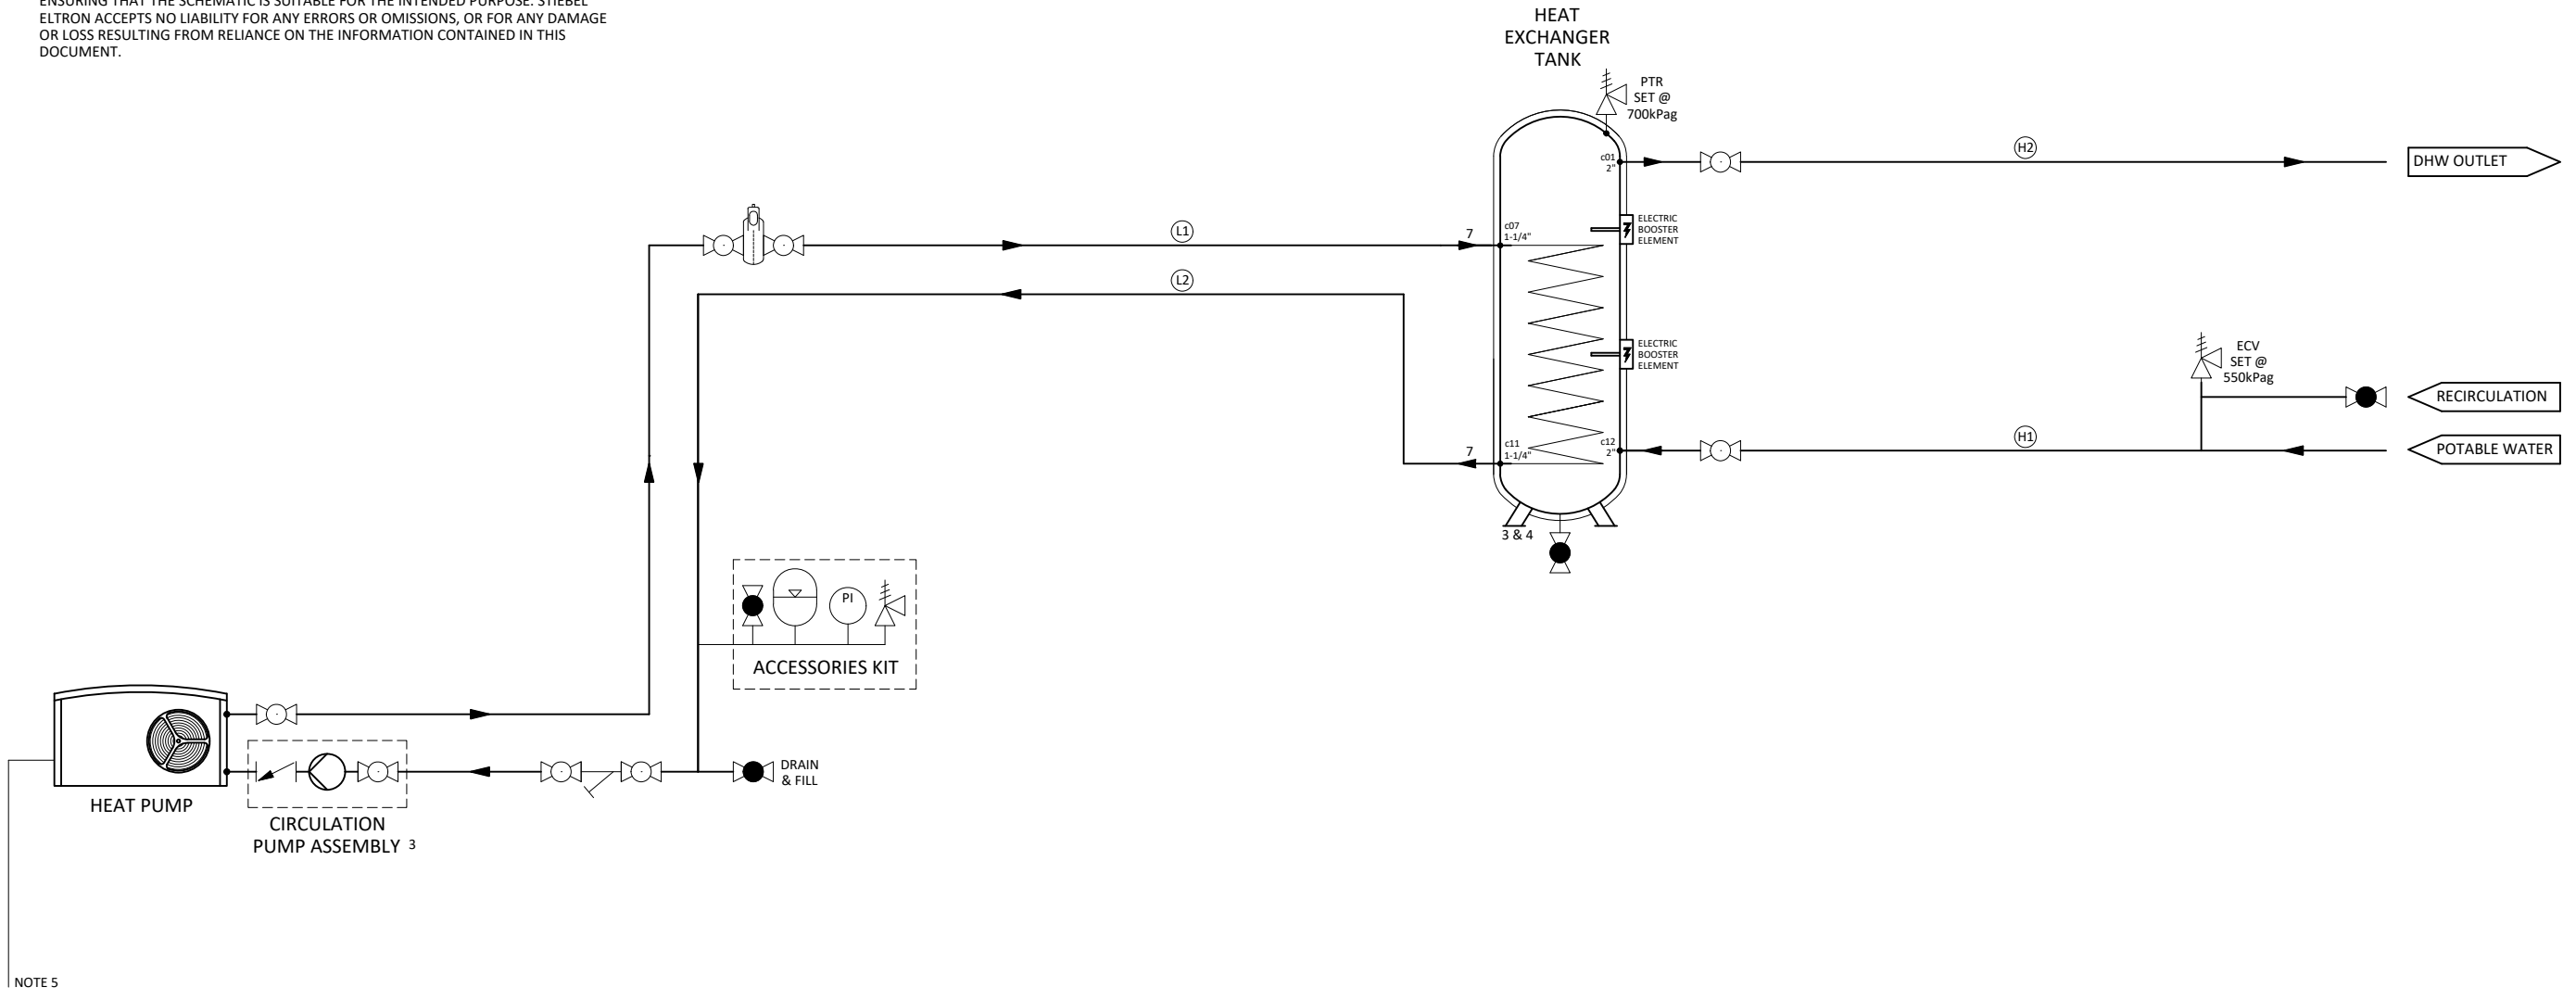 ENSURING THAT THE SCHEMATIC IS SUITABLE FOR THE INTENDED PURPOSE. STIEBEL
ELTRON ACCEPTS NO LIABILITY FOR ANY ERRORS OR OMISSIONS, OR FOR ANY DAMAGE
OR LOSS RESULTING FROM RELIANCE ON THE INFORMATION CONTAINED IN THIS
DOCUMENT.
HEAT
EXCHANGER
TANK
PTR
SET @
700kPag
c01
2"
H2
DHW OUTLET
L1
7
c07
1-1/4"
ELECTRIC
BOOSTER
ELEMENT
L2
ELECTRIC
BOOSTER
ELEMENT
ECV
SET @
550kPag
RECIRCULATION
7
c11
1-1/4"
c12
2"
H1
POTABLE WATER
3 & 4
PI
ACCESSORIES KIT
DRAIN
& FILL
HEAT PUMP
CIRCULATION
PUMP ASSEMBLY 3
NOTE 5